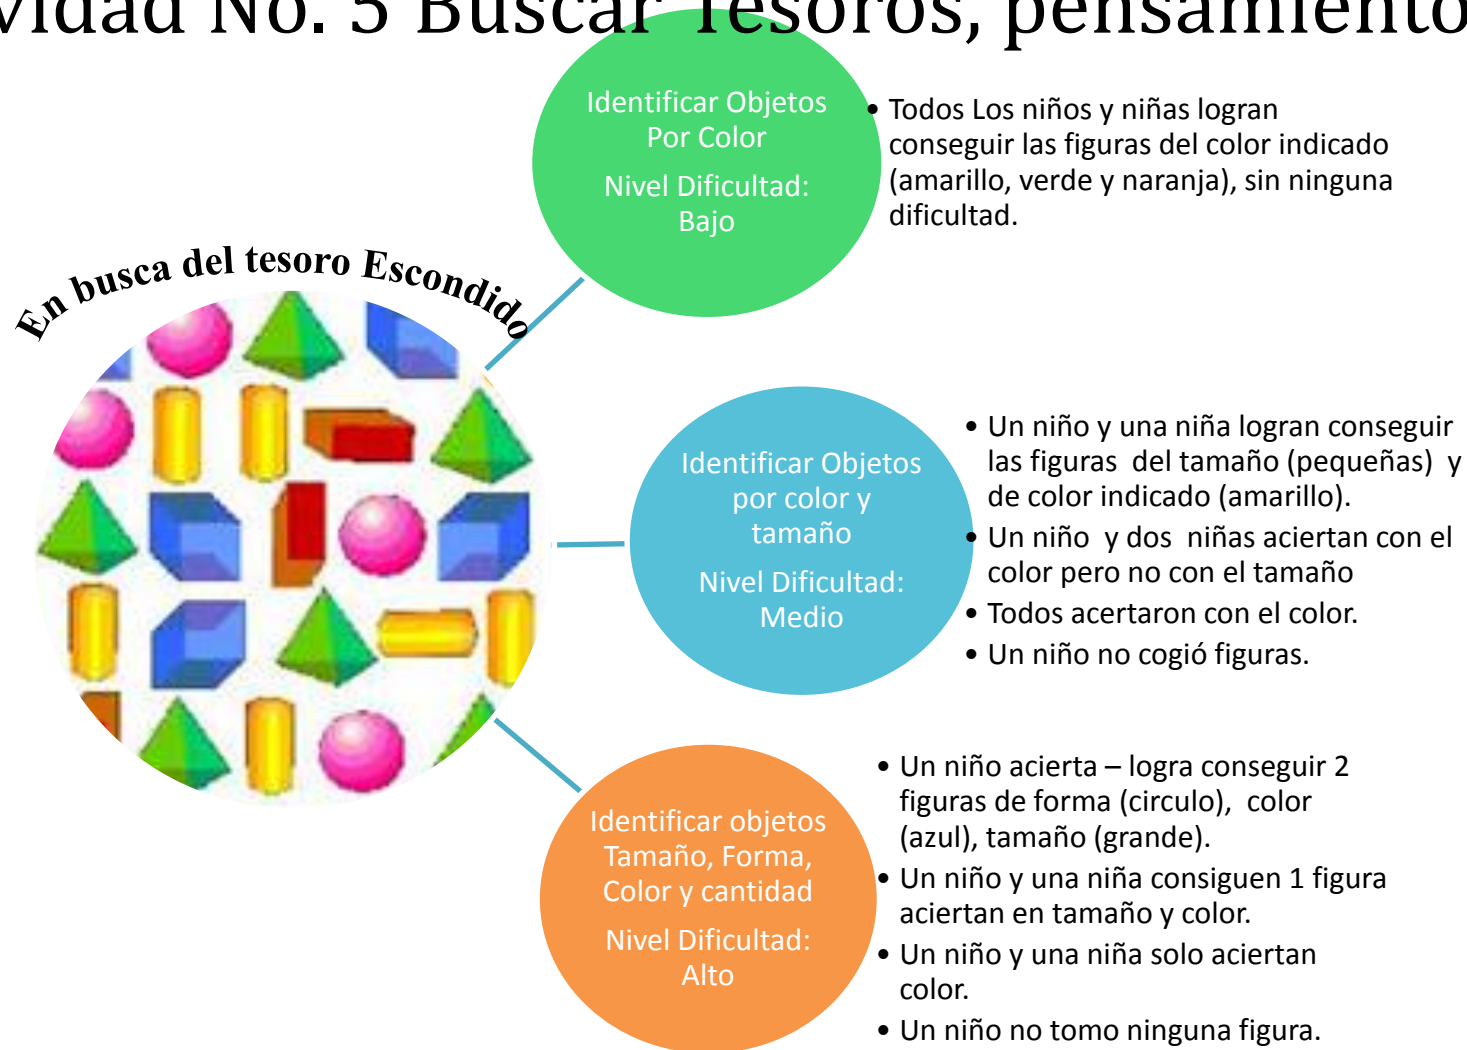 vidad No. 5 Buscar Tesoros, pensamiento
En busca del tesoro Escondido
Identificar Objetos
Por Color
Nivel Dificultad:
Bajo
• Todos Los niños y niñas logran
conseguir las figuras del color indicado
(amarillo, verde y naranja), sin ninguna
dificultad.
Identificar Objetos
por color y
tamaño
Nivel Dificultad:
Medio
• Un niño y una niña logran conseguir
las figuras del tamaño (pequeñas) y
de color indicado (amarillo).
• Un niño y dos niñas aciertan con el
color pero no con el tamaño
• Todos acertaron con el color.
• Un niño no cogió figuras.
Identificar objetos
Tamaño, Forma,
Color y cantidad
Nivel Dificultad:
Alto
• Un niño acierta – logra conseguir 2
figuras de forma (circulo), color
(azul), tamaño (grande).
• Un niño y una niña consiguen 1 figura
aciertan en tamaño y color.
• Un niño y una niña solo aciertan
color.
• Un niño no tomo ninguna figura.